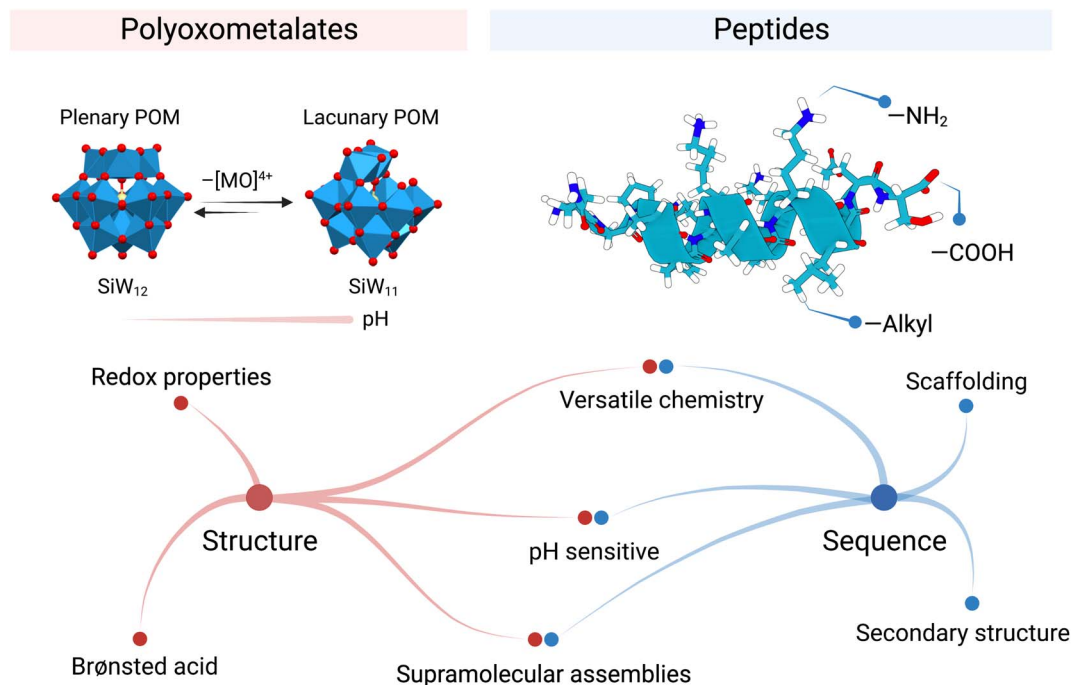 Polyoxometalates
Peptides
Plenary POM
Lacunary POM
–[MO]⁴⁺
SiW₁₂
SiW₁₁
pH
–NH₂
–COOH
–Alkyl
Redox properties
Versatile chemistry
Scaffolding
Structure
pH sensitive
Sequence
Brønsted acid
Supramolecular assemblies
Secondary structure